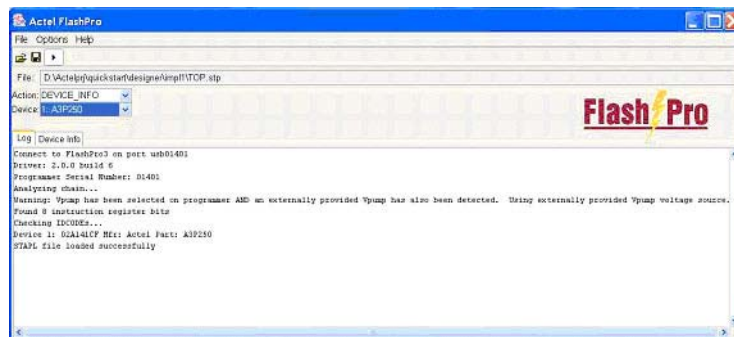 Actel FlashPro
File Options Help
File: D:\Actelprj\quickstart\designer\impl1\TOP.stp
Action: DEVICE_INFO
Device: 1: A3P250
Flash Pro
Log Device Info
Connect to FlashPro3 on port usb01401
Driver: 2.0.0 build 6
Programmer Serial Number: 01401
Analyzing chain...
Warning: Vpump has been selected on programmer AND an externally provided Vpump has also been detected. Using externally provided Vpump voltage source.
Found 8 instruction register bits
Checking IDCODEs...
Device 1: 02A141CF Mfr: Actel Part: A3P250
STAPL file loaded successfully